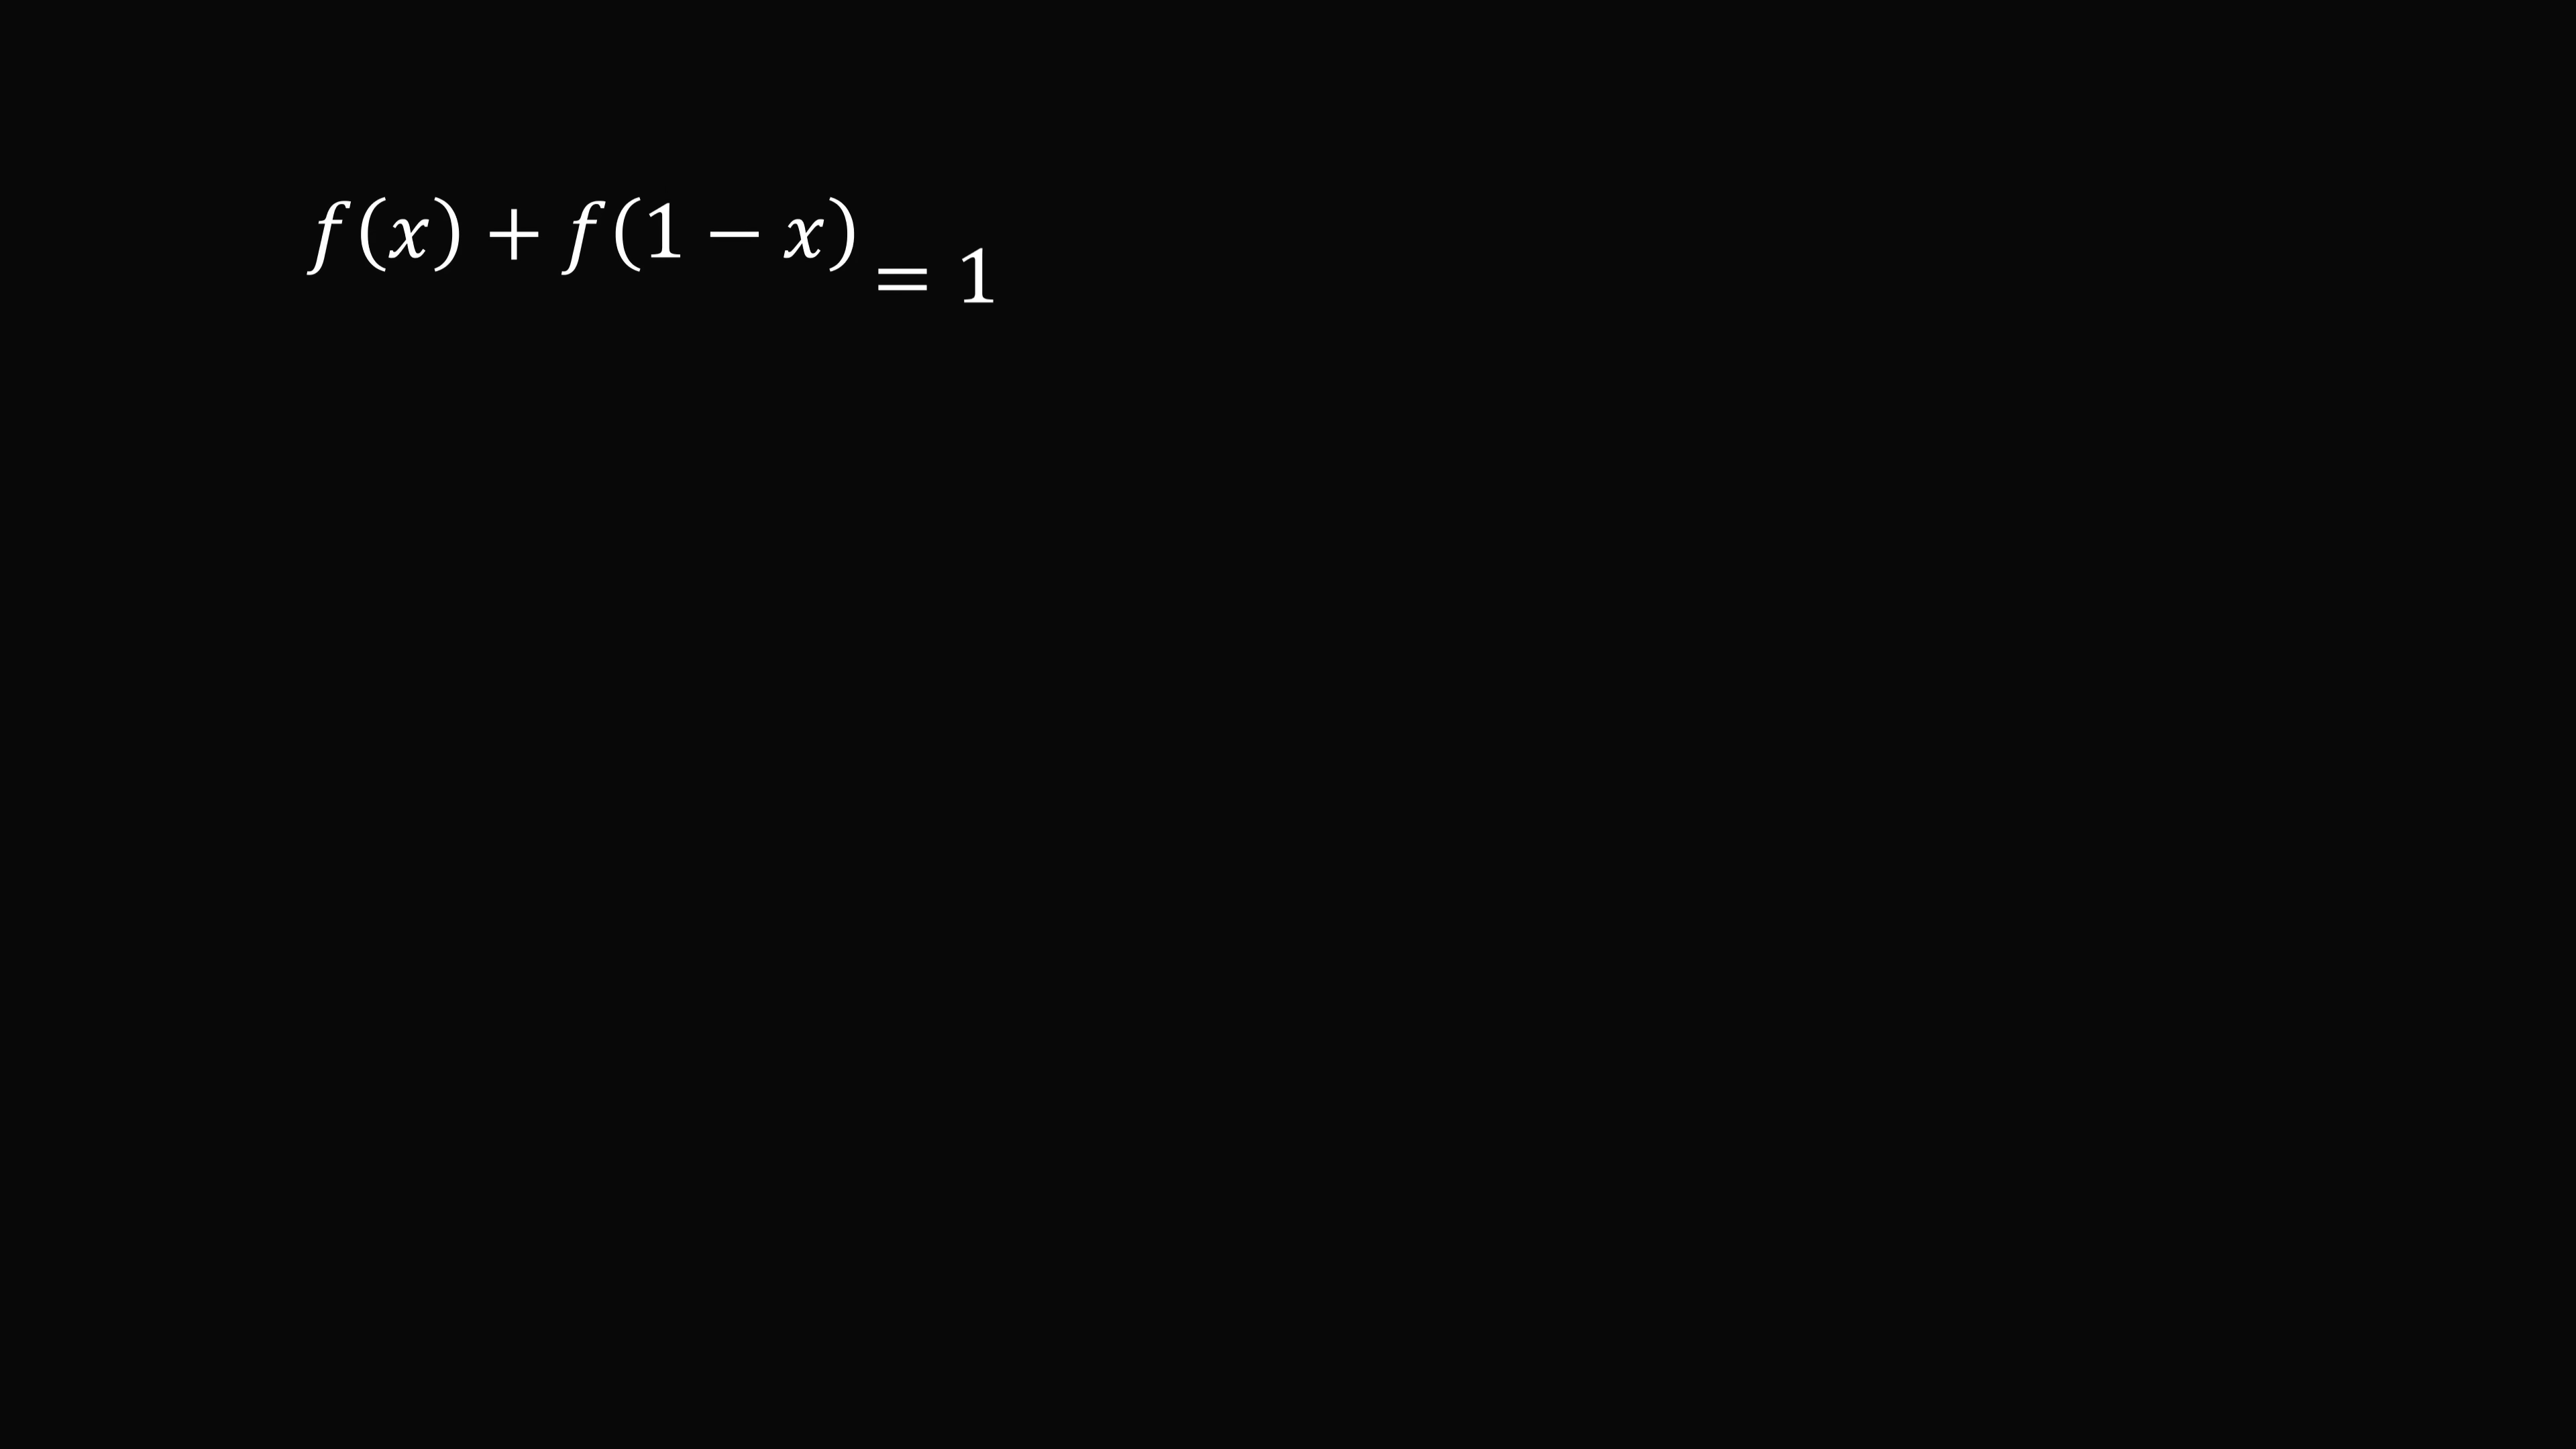 f(x) + f(1 − x) = 1